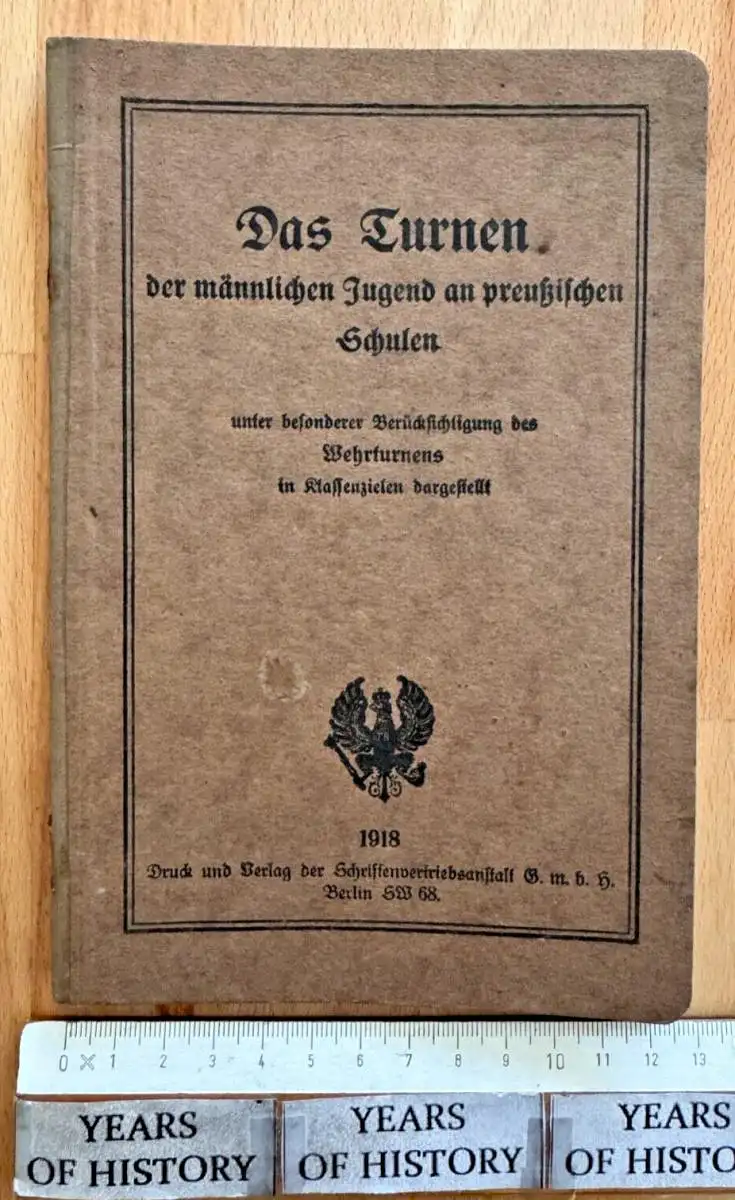 Das Turnen
der männlichen Jugend an preußischen
Schulen
unter besonderer Berücksichtigung des
Wehrturnens
in Klassenzielen dargestellt
1918
Druck und Verlag der Schriftenvertriebsanstalt G. m. b. H.
Berlin SW 68.
0 1 2 3 4 5 6 7 8 9 10 11 12 13
YEARS
OF HISTORY
YEARS
OF HISTORY
YEARS
OF HISTO